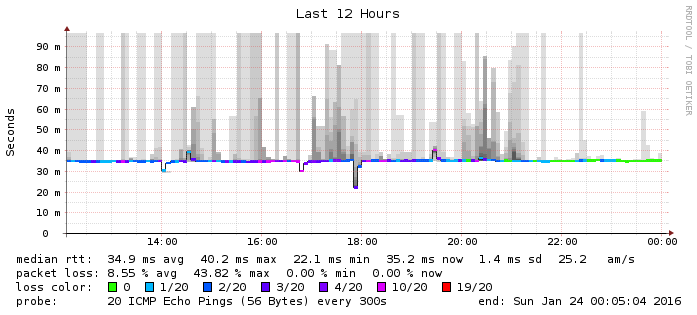 Last 12 Hours
RRDTOOL / TOBI OETIKER
Seconds
90 m
80 m
70 m
60 m
50 m
40 m
30 m
20 m
10 m
0
14:00 16:00 18:00 20:00 22:00 00:00
median rtt: 34.9 ms avg 40.2 ms max 22.1 ms min 35.2 ms now 1.4 ms sd 25.2 am/s
packet loss: 8.55 % avg 43.82 % max 0.00 % min 0.00 % now
loss color: 0 1/20 2/20 3/20 4/20 10/20 19/20
probe: 20 ICMP Echo Pings (56 Bytes) every 300s end: Sun Jan 24 00:05:04 2016